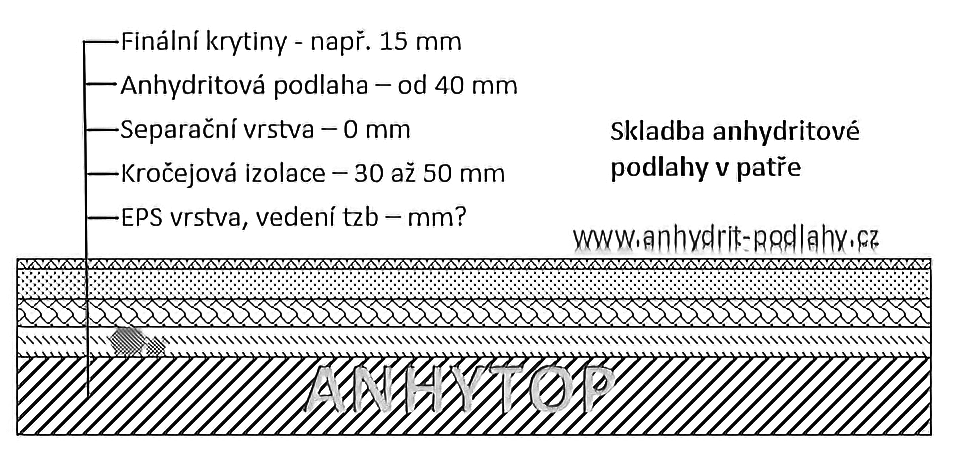 Finální krytiny - např. 15 mm
Anhydritová podlaha – od 40 mm
Separační vrstva – 0 mm
Kročejová izolace – 30 až 50 mm
EPS vrstva, vedení tzb – mm?
Skladba anhydritové
podlahy v patře
www.anhydrit-podlahy.cz
ANHYTOP